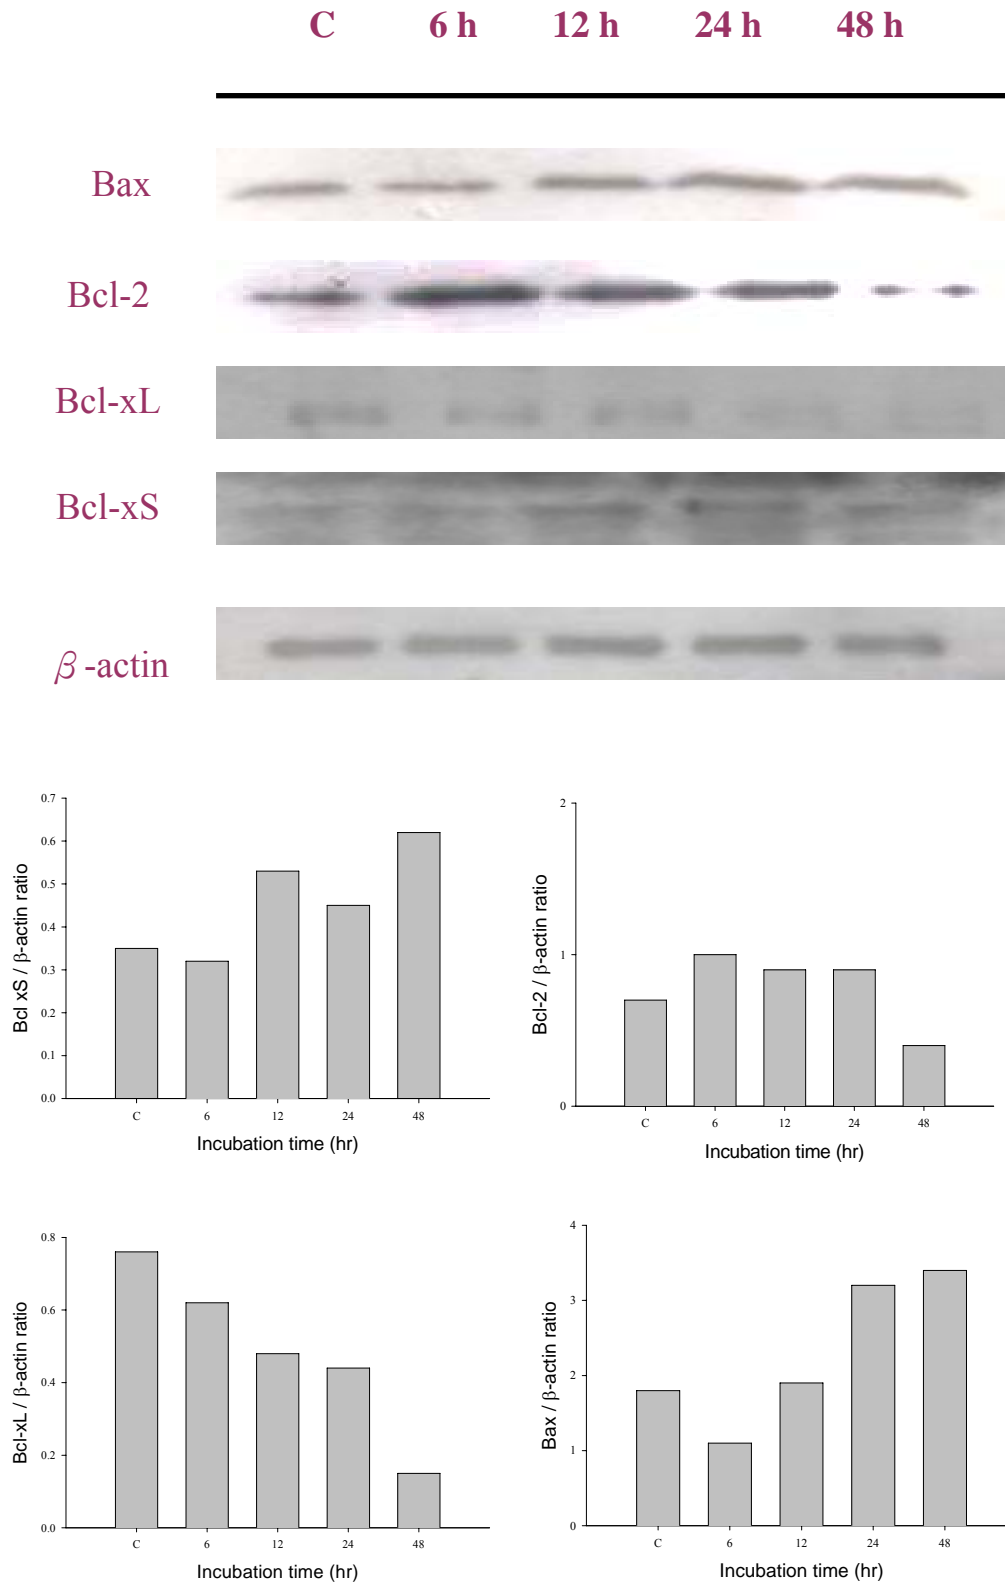 C 6 h 12 h 24 h 48 h
Bax
Bcl-2
Bcl-xL
Bcl-xS
β-actin
Bcl xS / β-actin ratio
0.7
0.6
0.5
0.4
0.3
0.2
0.1
0.0
C 6 12 24 48
Incubation time (hr)
Bcl-2 / β-actin ratio
2
1
0
C 6 12 24 48
Incubation time (hr)
Bcl-xL / β-actin ratio
0.8
0.6
0.4
0.2
0.0
C 6 12 24 48
Incubation time (hr)
Bax / β-actin ratio
4
3
2
1
0
C 6 12 24 48
Incubation time (hr)